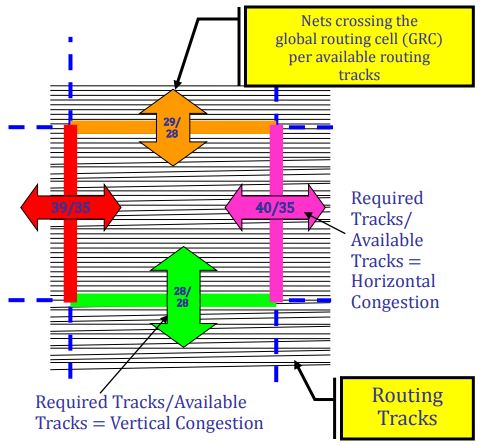 Nets crossing the
global routing cell (GRC)
per available routing
tracks
29/
28
39/35
40/35
Required
Tracks/
Available
Tracks =
Horizontal
Congestion
28/
28
Required Tracks/Available
Tracks = Vertical Congestion
Routing
Tracks